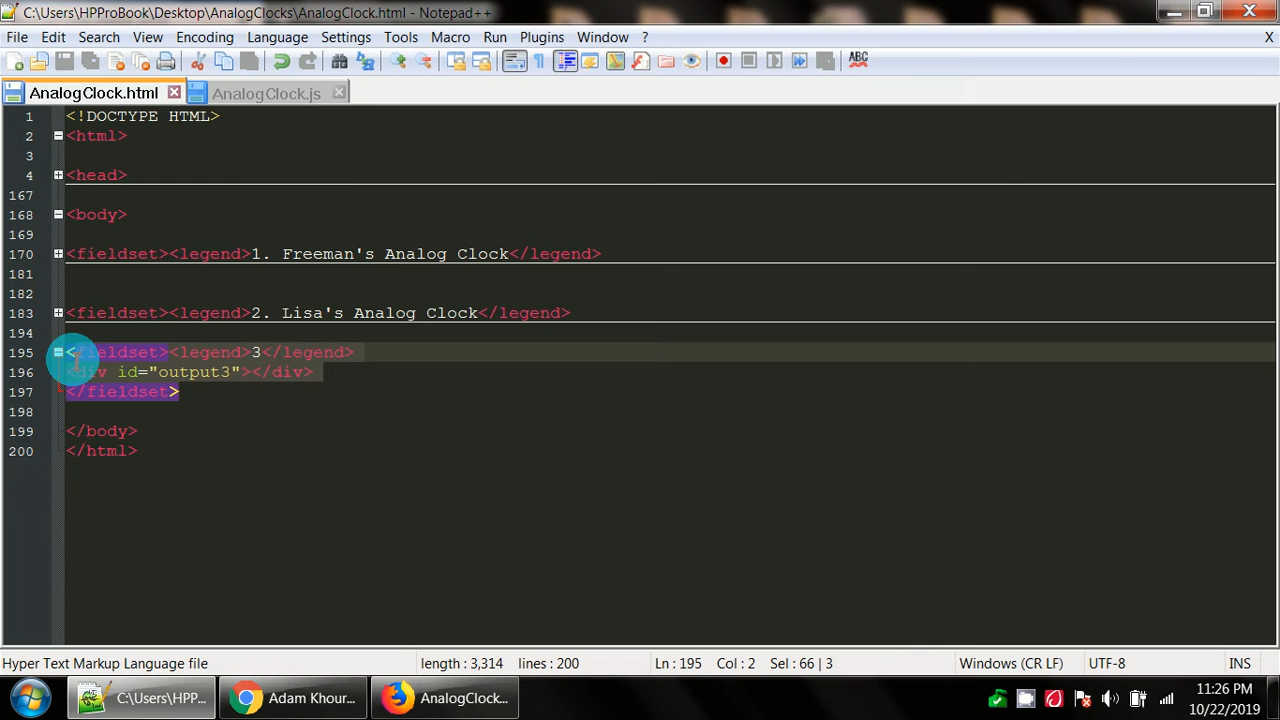 C:\Users\HPProBook\Desktop\AnalogClocks\AnalogClock.html - Notepad++
File Edit Search View Encoding Language Settings Tools Macro Run Plugins Window ? X
ABC
AnalogClock.html AnalogClock.js
1 <!DOCTYPE HTML>
2 <html>
3
4 <head>
167
168 <body>
169
170 <fieldset><legend>1. Freeman's Analog Clock</legend>
181
182
183 <fieldset><legend>2. Lisa's Analog Clock</legend>
194
195 <fieldset><legend>3</legend>
196 <div id="output3"></div>
197 </fieldset>
198
199 </body>
200 </html>
Hyper Text Markup Language file length : 3,314 lines : 200 Ln : 195 Col : 2 Sel : 66 | 3 Windows (CR LF) UTF-8 INS
C:\Users\HPP... Adam Khour... AnalogClock... 11:26 PM
10/22/2019